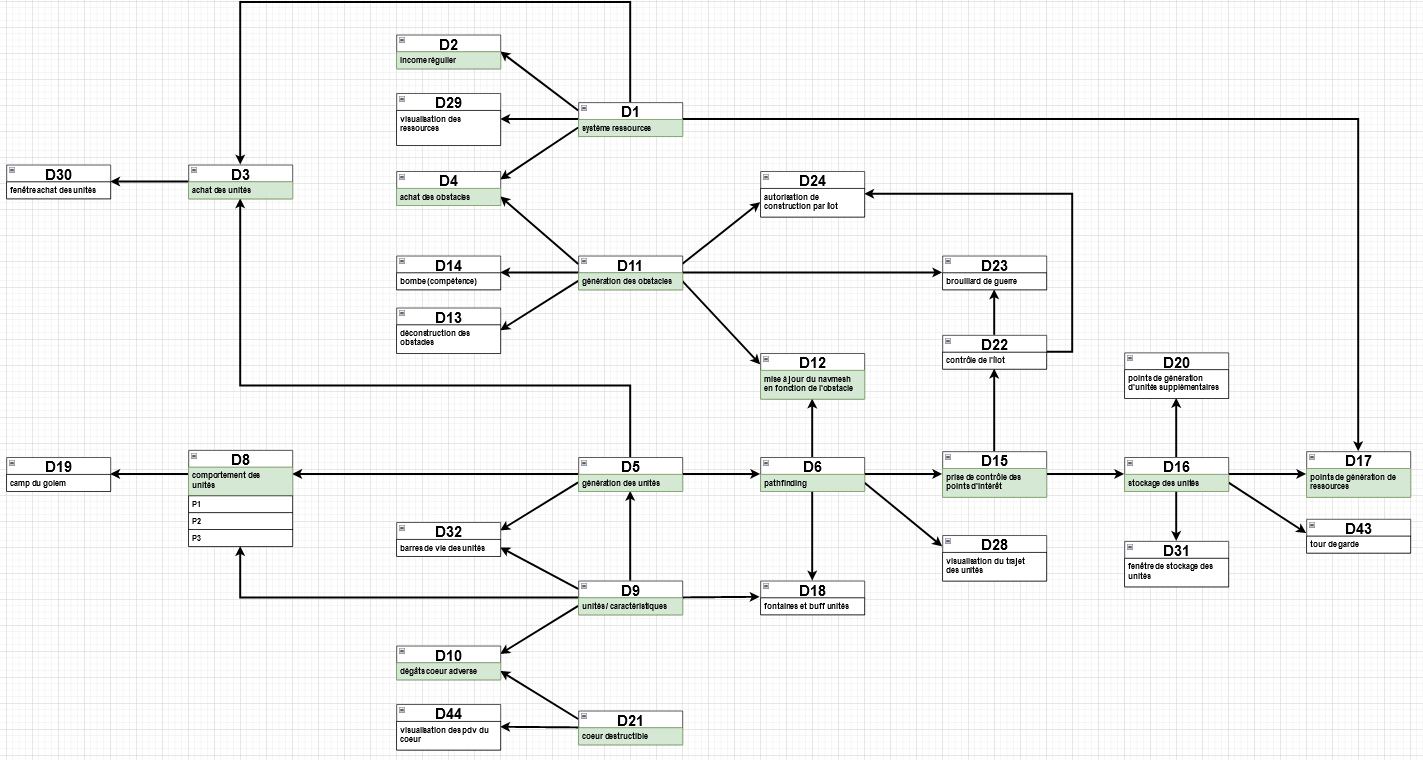 D2
income régulier
D29
visualisation des
ressources
D1
système ressources
D30
fenêtre achat des unités
D3
achat des unités
D4
achat des obstacles
D24
autorisation de
construction par îlot
D14
bombe (compétence)
D11
génération des obstacles
D23
brouillard de guerre
D13
déconstruction des
obstacles
D22
contrôle de l'îlot
D12
mise à jour du navmesh
en fonction de l'obstacle
D20
points de génération
d'unités supplémentaires
D19
camp du golem
D8
comportement des
unités
P1
P2
P3
D5
génération des unités
D6
pathfinding
D15
prise de contrôle des
points d'intérêt
D16
stockage des unités
D17
points de génération de
ressources
D32
barres de vie des unités
D28
visualisation du trajet
des unités
D43
tour de garde
D31
fenêtre de stockage des
unités
D9
unités / caractéristiques
D18
fontaines et buff unités
D10
dégâts coeur adverse
D44
visualisation des pdv du
coeur
D21
coeur destructible